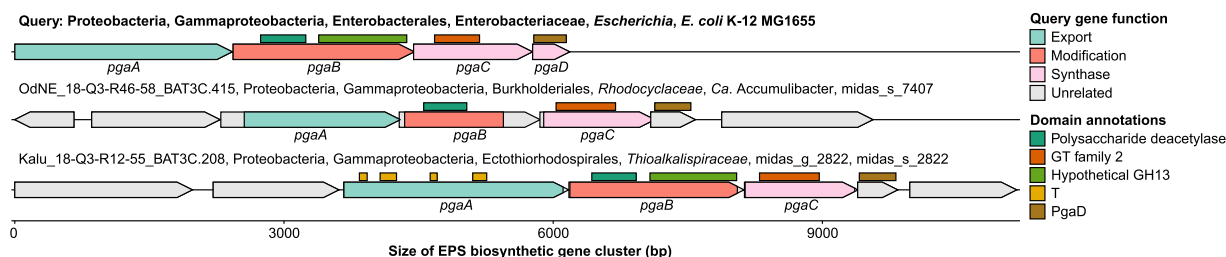 Query: Proteobacteria, Gammaproteobacteria, Enterobacterales, Enterobacteriaceae, Escherichia, E. coli K-12 MG1655
pgaA pgaB pgaC pgaD
OdNE_18-Q3-R46-58_BAT3C.415, Proteobacteria, Gammaproteobacteria, Burkholderiales, Rhodocyclaceae, Ca. Accumulibacter, midas_s_7407
pgaA pgaB pgaC
Kalu_18-Q3-R12-55_BAT3C.208, Proteobacteria, Gammaproteobacteria, Ectothiorhodospirales, Thioalkalispiraceae, midas_g_2822, midas_s_2822
pgaA pgaB pgaC
0 3000 6000 9000
Size of EPS biosynthetic gene cluster (bp)
Query gene function
Export
Modification
Synthase
Unrelated
Domain annotations
Polysaccharide deacetylase
GT family 2
Hypothetical GH13
T
PgaD